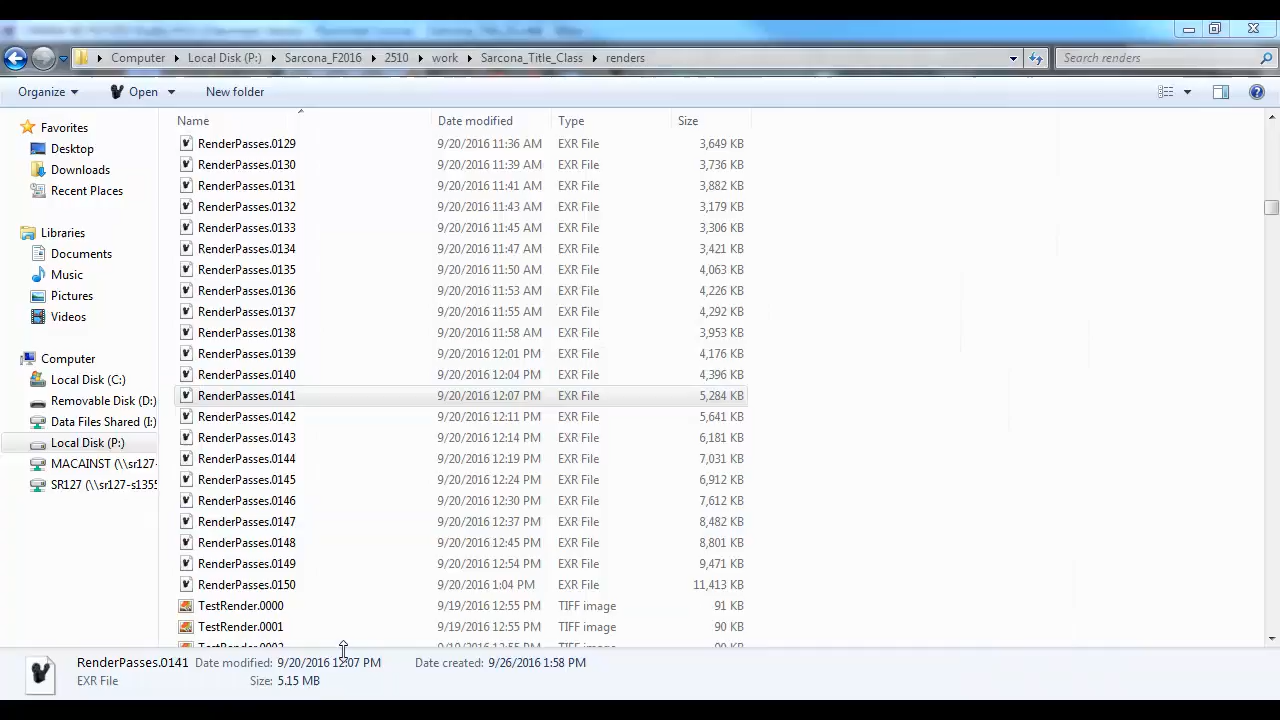 Computer Local Disk (P:) Sarcona_F2016 2510 work Sarcona_Title_Class renders Search renders
Organize Open New folder
Name Date modified Type Size
Favorites
Desktop
Downloads
Recent Places
Libraries
Documents
Music
Pictures
Videos
Computer
Local Disk (C:)
Removable Disk (D:)
Data Files Shared (I:)
Local Disk (P:)
MACAINST (\\sr127-
SR127 (\\sr127-s1355
RenderPasses.0129 9/20/2016 11:36 AM EXR File 3,649 KB
RenderPasses.0130 9/20/2016 11:39 AM EXR File 3,736 KB
RenderPasses.0131 9/20/2016 11:41 AM EXR File 3,882 KB
RenderPasses.0132 9/20/2016 11:43 AM EXR File 3,179 KB
RenderPasses.0133 9/20/2016 11:45 AM EXR File 3,306 KB
RenderPasses.0134 9/20/2016 11:47 AM EXR File 3,421 KB
RenderPasses.0135 9/20/2016 11:50 AM EXR File 4,063 KB
RenderPasses.0136 9/20/2016 11:53 AM EXR File 4,226 KB
RenderPasses.0137 9/20/2016 11:55 AM EXR File 4,292 KB
RenderPasses.0138 9/20/2016 11:58 AM EXR File 3,953 KB
RenderPasses.0139 9/20/2016 12:01 PM EXR File 4,176 KB
RenderPasses.0140 9/20/2016 12:04 PM EXR File 4,396 KB
RenderPasses.0141 9/20/2016 12:07 PM EXR File 5,284 KB
RenderPasses.0142 9/20/2016 12:11 PM EXR File 5,641 KB
RenderPasses.0143 9/20/2016 12:14 PM EXR File 6,181 KB
RenderPasses.0144 9/20/2016 12:19 PM EXR File 7,031 KB
RenderPasses.0145 9/20/2016 12:24 PM EXR File 6,912 KB
RenderPasses.0146 9/20/2016 12:30 PM EXR File 7,612 KB
RenderPasses.0147 9/20/2016 12:37 PM EXR File 8,482 KB
RenderPasses.0148 9/20/2016 12:45 PM EXR File 8,801 KB
RenderPasses.0149 9/20/2016 12:54 PM EXR File 9,471 KB
RenderPasses.0150 9/20/2016 1:04 PM EXR File 11,413 KB
TestRender.0000 9/19/2016 12:55 PM TIFF image 91 KB
TestRender.0001 9/19/2016 12:55 PM TIFF image 90 KB
RenderPasses.0141 Date modified: 9/20/2016 12:07 PM Date created: 9/26/2016 1:58 PM
EXR File Size: 5.15 MB